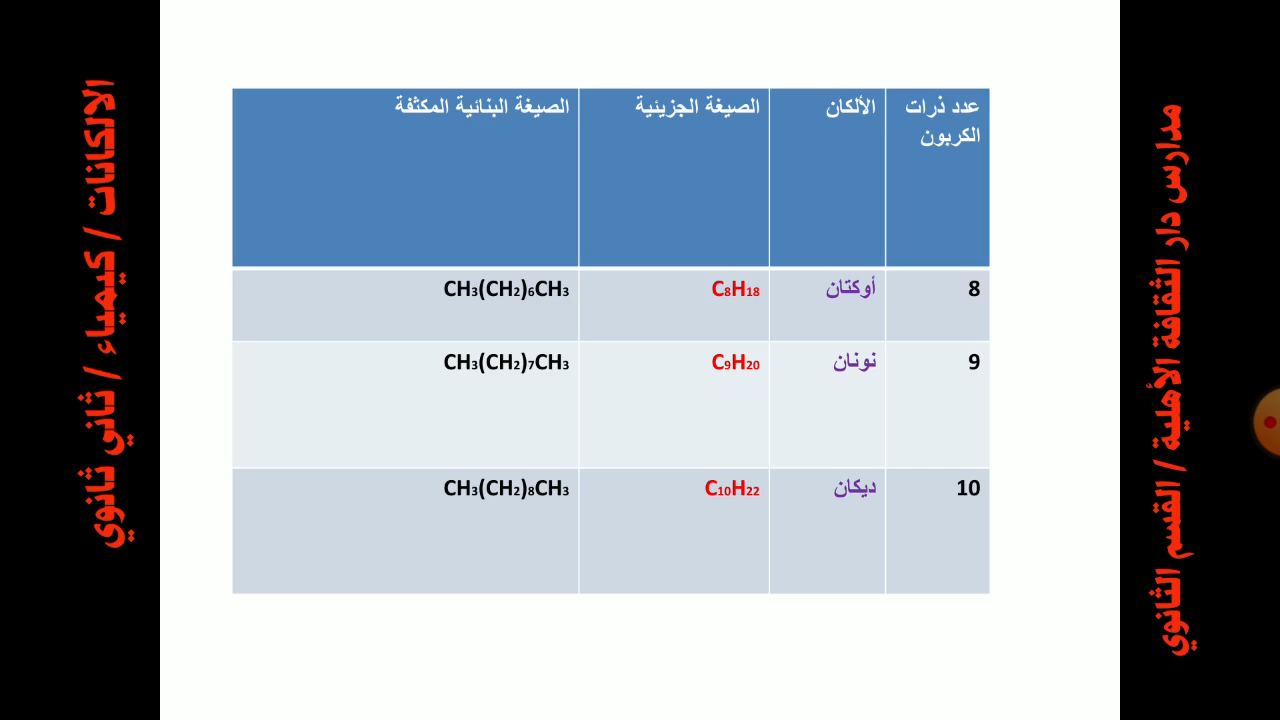 مدارس دار الثقافة الأهلية / القسم الثانوي
عدد ذرات الكربون | الألكان | الصيغة الجزيئية | الصيغة البنائية المكثفة
8 | أوكتان | C₈H₁₈ | CH₃(CH₂)₆CH₃
9 | نونان | C₉H₂₀ | CH₃(CH₂)₇CH₃
10 | ديكان | C₁₀H₂₂ | CH₃(CH₂)₈CH₃
الالكانات / كيمياء / ثاني ثانوي